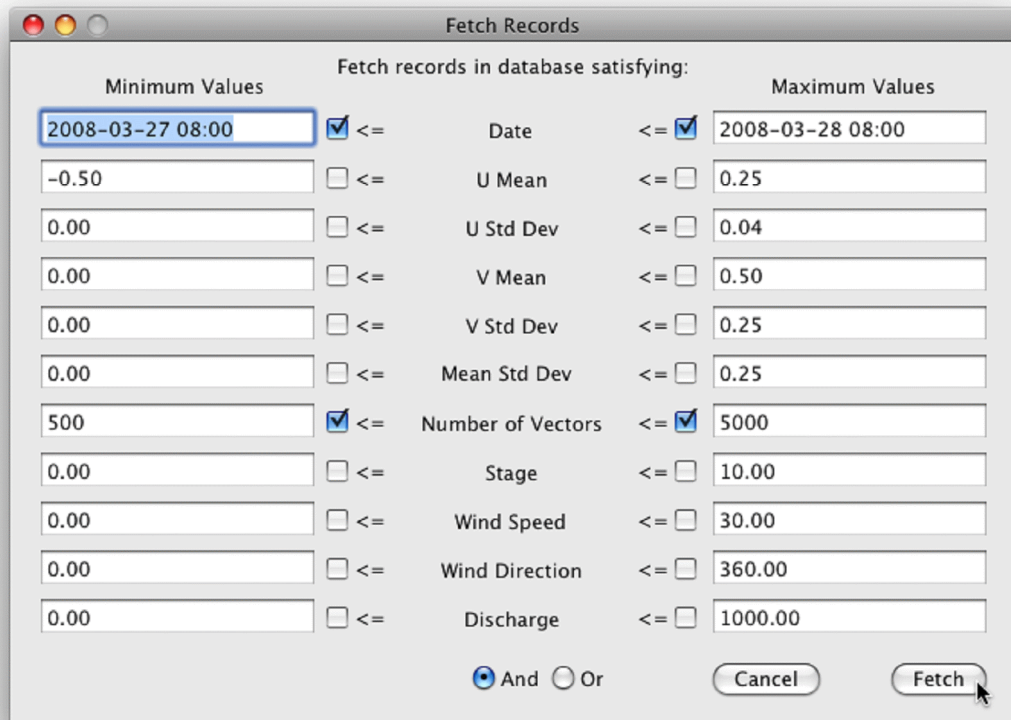 Fetch Records
Fetch records in database satisfying:
Minimum Values Maximum Values
2008-03-27 08:00 <= Date <= 2008-03-28 08:00
-0.50 <= U Mean <= 0.25
0.00 <= U Std Dev <= 0.04
0.00 <= V Mean <= 0.50
0.00 <= V Std Dev <= 0.25
0.00 <= Mean Std Dev <= 0.25
500 <= Number of Vectors <= 5000
0.00 <= Stage <= 10.00
0.00 <= Wind Speed <= 30.00
0.00 <= Wind Direction <= 360.00
0.00 <= Discharge <= 1000.00
And Or Cancel Fetch